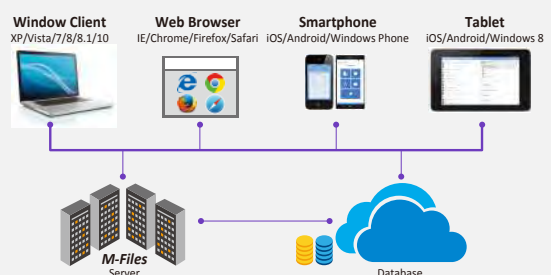 Window Client
XP/Vista/7/8/8.1/10
Web Browser
IE/Chrome/Firefox/Safari
Smartphone
iOS/Android/Windows Phone
Tablet
iOS/Android/Windows 8
M-Files
Server
Database